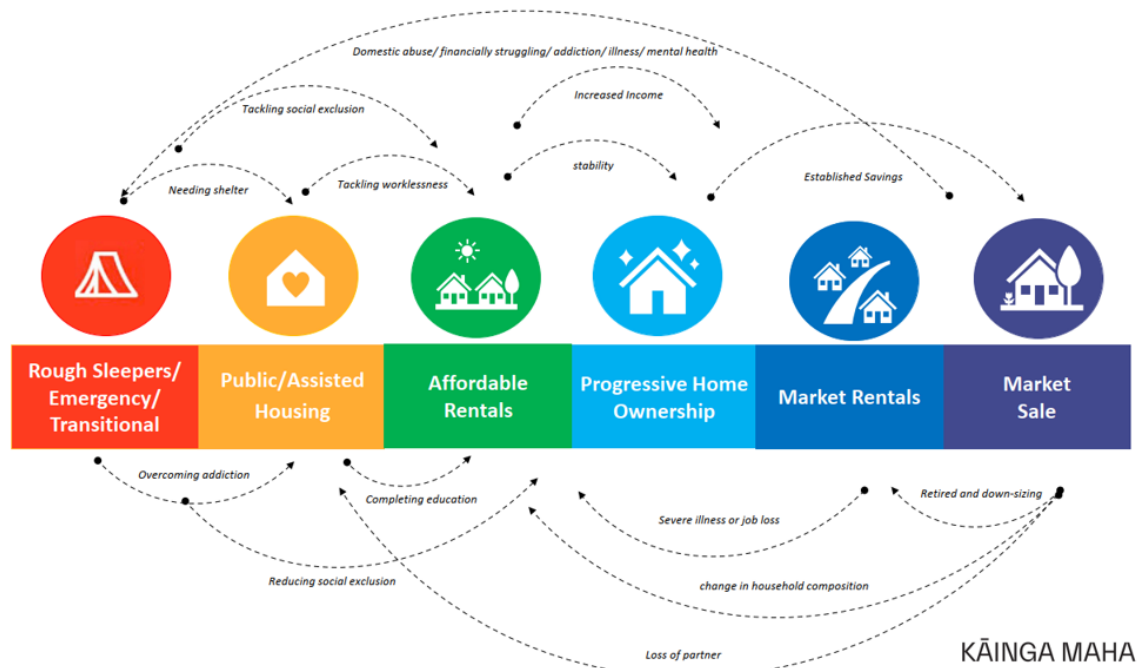 Domestic abuse/ financially struggling/ addiction/ illness/ mental health
Increased Income
Tackling social exclusion
stability
Established Savings
Needing shelter
Tackling worklessness
Rough Sleepers/
Emergency/
Transitional
Public/Assisted
Housing
Affordable
Rentals
Progressive Home
Ownership
Market Rentals
Market
Sale
Overcoming addiction
Completing education
Severe illness or job loss
Retired and down-sizing
Reducing social exclusion
change in household composition
Loss of partner
KĀINGA MAHA